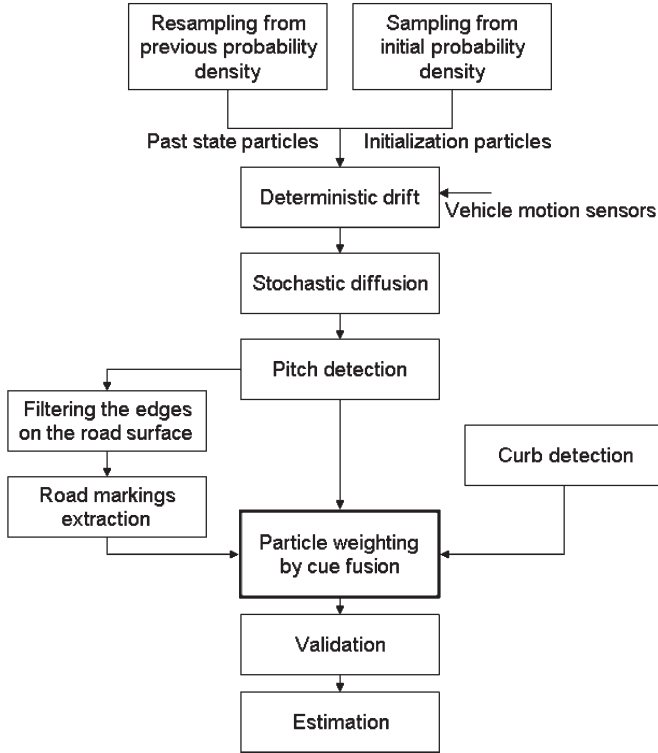 Resampling from
previous probability
density
Sampling from
initial probability
density
Past state particles
Initialization particles
Deterministic drift
Vehicle motion sensors
Stochastic diffusion
Pitch detection
Filtering the edges
on the road surface
Curb detection
Road markings
extraction
Particle weighting
by cue fusion
Validation
Estimation